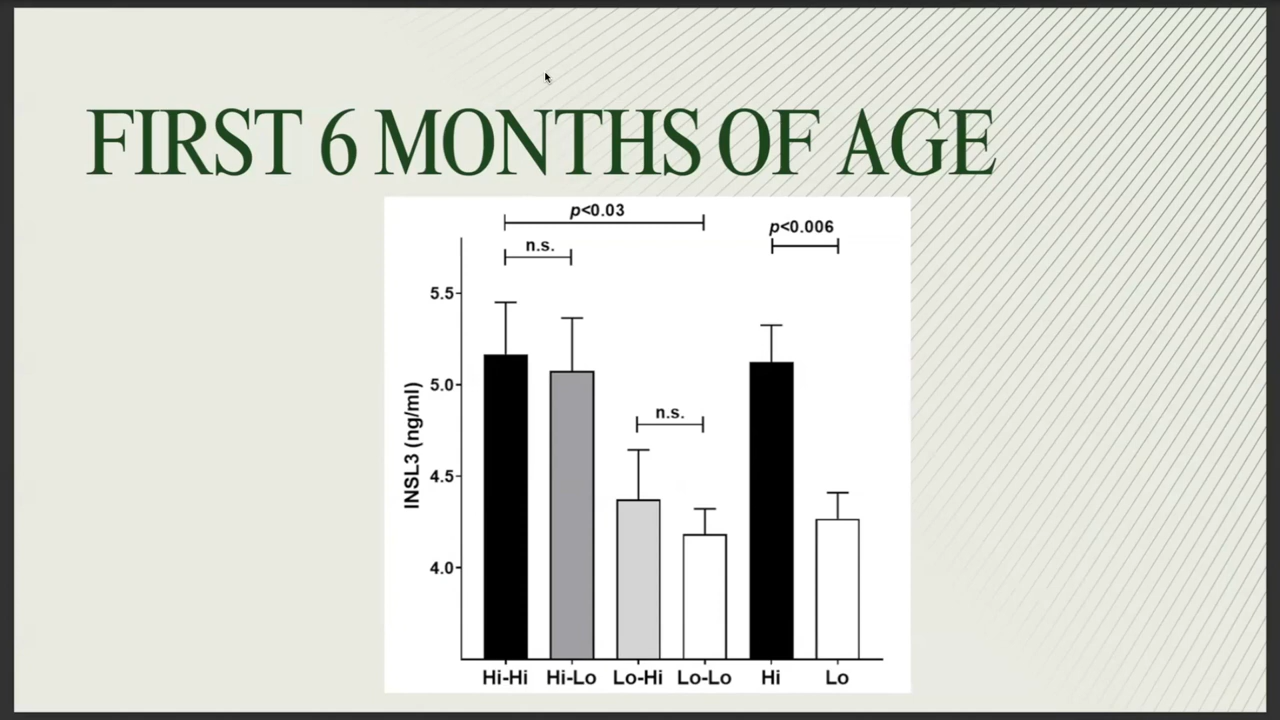 FIRST 6 MONTHS OF AGE
p<0.03
p<0.006
n.s.
5.5
5.0
n.s.
4.5
4.0
INSL3 (ng/ml)
Hi-Hi Hi-Lo Lo-Hi Lo-Lo Hi Lo